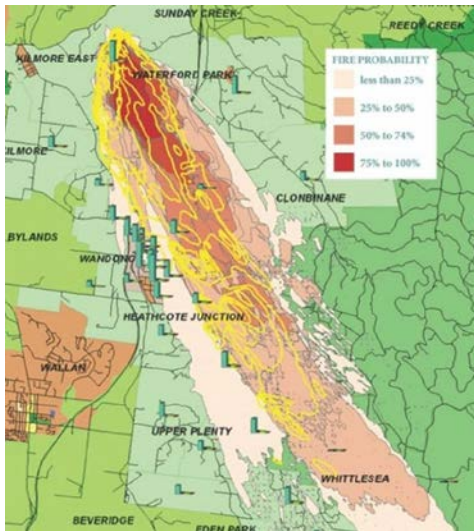 SUNDAY CREEK
REEDY CREEK
KILMORE EAST
WATERFORD PARK
FIRE PROBABILITY
less than 25%
25% to 50%
50% to 74%
75% to 100%
KILMORE
CLONBINANE
BYLANDS
WANDONG
HEATHCOTE JUNCTION
WALLAN
UPPER PLENTY
WHITTLESEA
BEVERIDGE
EDEN PARK